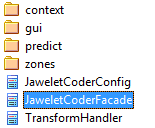 context
gui
predict
zones
JaweletCoderConfig
JaweletCoderFacade
TransformHandler